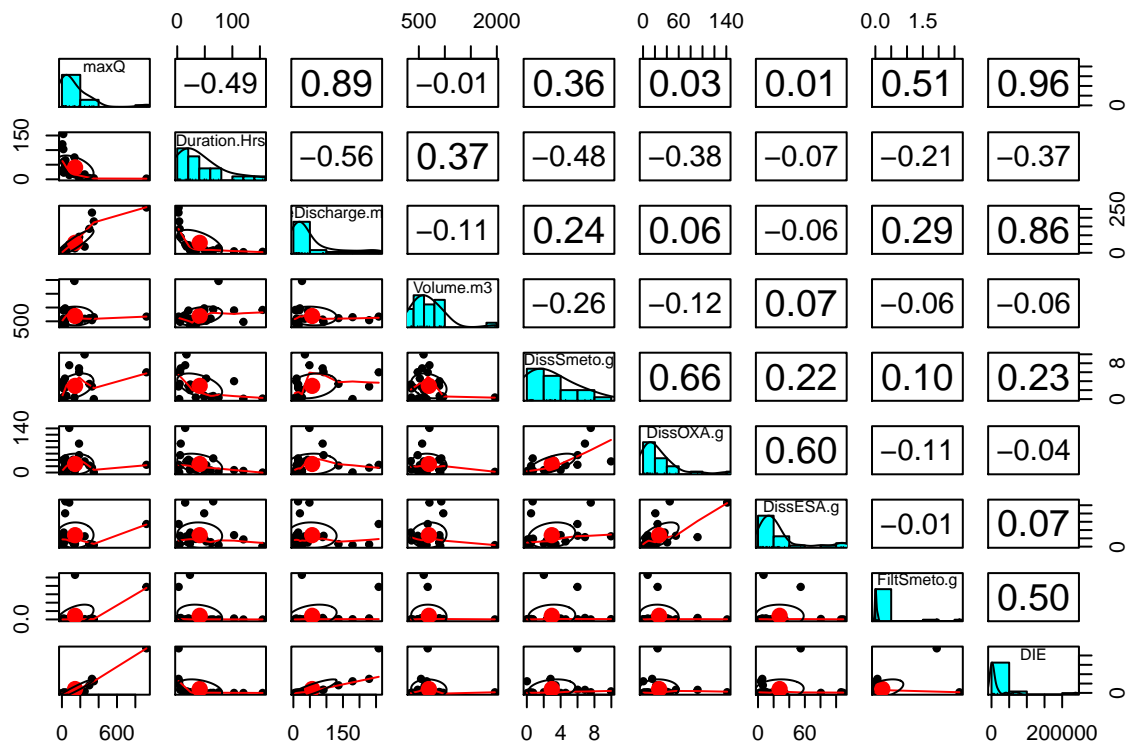 0 100 500 2000 0 60 140 0.0 1.5
maxQ −0.49 0.89 −0.01 0.36 0.03 0.01 0.51 0.96 0
0 150 Duration.Hrs −0.56 0.37 −0.48 −0.38 −0.07 −0.21 −0.37
Discharge.m −0.11 0.24 0.06 −0.06 0.29 0.86 0 250
500 Volume.m3 −0.26 −0.12 0.07 −0.06 −0.06
DissSmeto.g 0.66 0.22 0.10 0.23 0 8
0 140 DissOXA.g 0.60 −0.11 −0.04
DissESA.g −0.01 0.07 0
0.0 FiltSmeto.g 0.50
DIE 0
0 600 0 150 0 4 8 0 60 0 200000